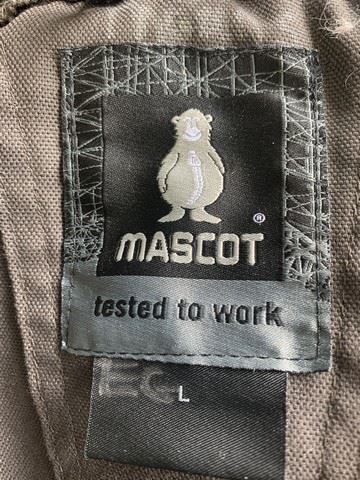 ®
MASCOT
tested to work
L